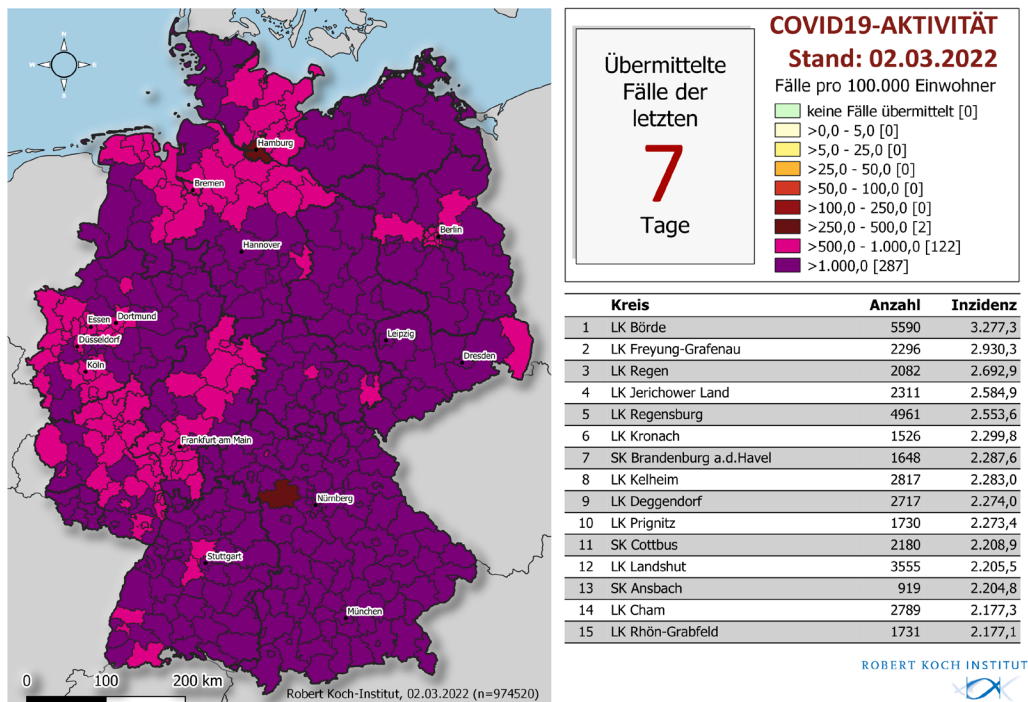 N
W
E
S
Hamburg
Bremen
Berlin
Hannover
Essen
Dortmund
Düsseldorf
Leipzig
Köln
Dresden
Frankfurt am Main
Nürnberg
Stuttgart
München
0 100 200 km
Robert Koch-Institut, 02.03.2022 (n=974520)
Übermittelte
Fälle der
letzten
7
Tage
COVID19-AKTIVITÄT
Stand: 02.03.2022
Fälle pro 100.000 Einwohner
keine Fälle übermittelt [0]
>0,0 - 5,0 [0]
>5,0 - 25,0 [0]
>25,0 - 50,0 [0]
>50,0 - 100,0 [0]
>100,0 - 250,0 [0]
>250,0 - 500,0 [2]
>500,0 - 1.000,0 [122]
>1.000,0 [287]
Kreis Anzahl Inzidenz
1 LK Börde 5590 3.277,3
2 LK Freyung-Grafenau 2296 2.930,3
3 LK Regen 2082 2.692,9
4 LK Jerichower Land 2311 2.584,9
5 LK Regensburg 4961 2.553,6
6 LK Kronach 1526 2.299,8
7 SK Brandenburg a.d.Havel 1648 2.287,6
8 LK Kelheim 2817 2.283,0
9 LK Deggendorf 2717 2.274,0
10 LK Prignitz 1730 2.273,4
11 SK Cottbus 2180 2.208,9
12 LK Landshut 3555 2.205,5
13 SK Ansbach 919 2.204,8
14 LK Cham 2789 2.177,3
15 LK Rhön-Grabfeld 1731 2.177,1
ROBERT KOCH INSTITUT